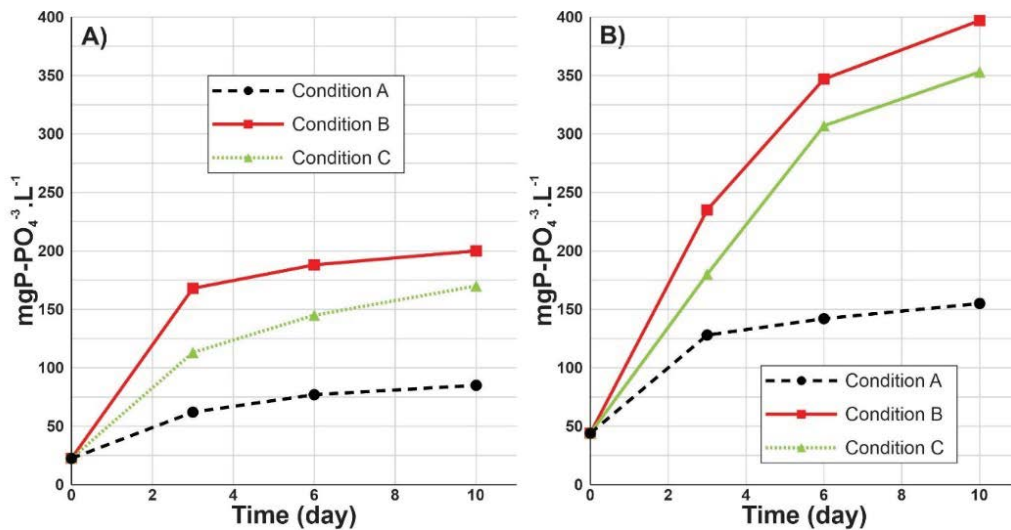 A)
400
350
300
250
200
150
100
50
0
mgP-PO₄⁻³.L⁻¹
Condition A
Condition B
Condition C
0 2 4 6 8 10
Time (day)
B)
400
350
300
250
200
150
100
50
0
mgP-PO₄⁻³.L⁻¹
Condition A
Condition B
Condition C
0 2 4 6 8 10
Time (day)